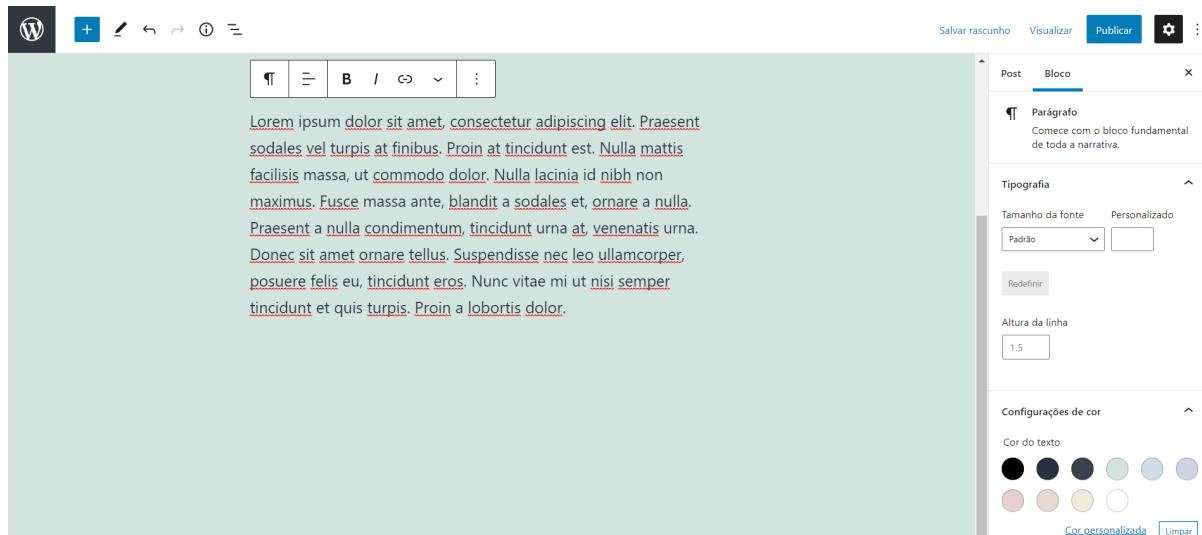 Salvar rascunho Visualizar Publicar
B I
Lorem ipsum dolor sit amet, consectetur adipiscing elit. Praesent
sodales vel turpis at finibus. Proin at tincidunt est. Nulla mattis
facilisis massa, ut commodo dolor. Nulla lacinia id nibh non
maximus. Fusce massa ante, blandit a sodales et, ornare a nulla.
Praesent a nulla condimentum, tincidunt urna at, venenatis urna.
Donec sit amet ornare tellus. Suspendisse nec leo ullamcorper,
posuere felis eu, tincidunt eros. Nunc vitae mi ut nisi semper
tincidunt et quis turpis. Proin a lobortis dolor.
Post Bloco
Parágrafo
Comece com o bloco fundamental
de toda a narrativa.
Tipografia
Tamanho da fonte Personalizado
Padrão
Redefinir
Altura da linha
1.5
Configurações de cor
Cor do texto
Cor personalizada Limpar